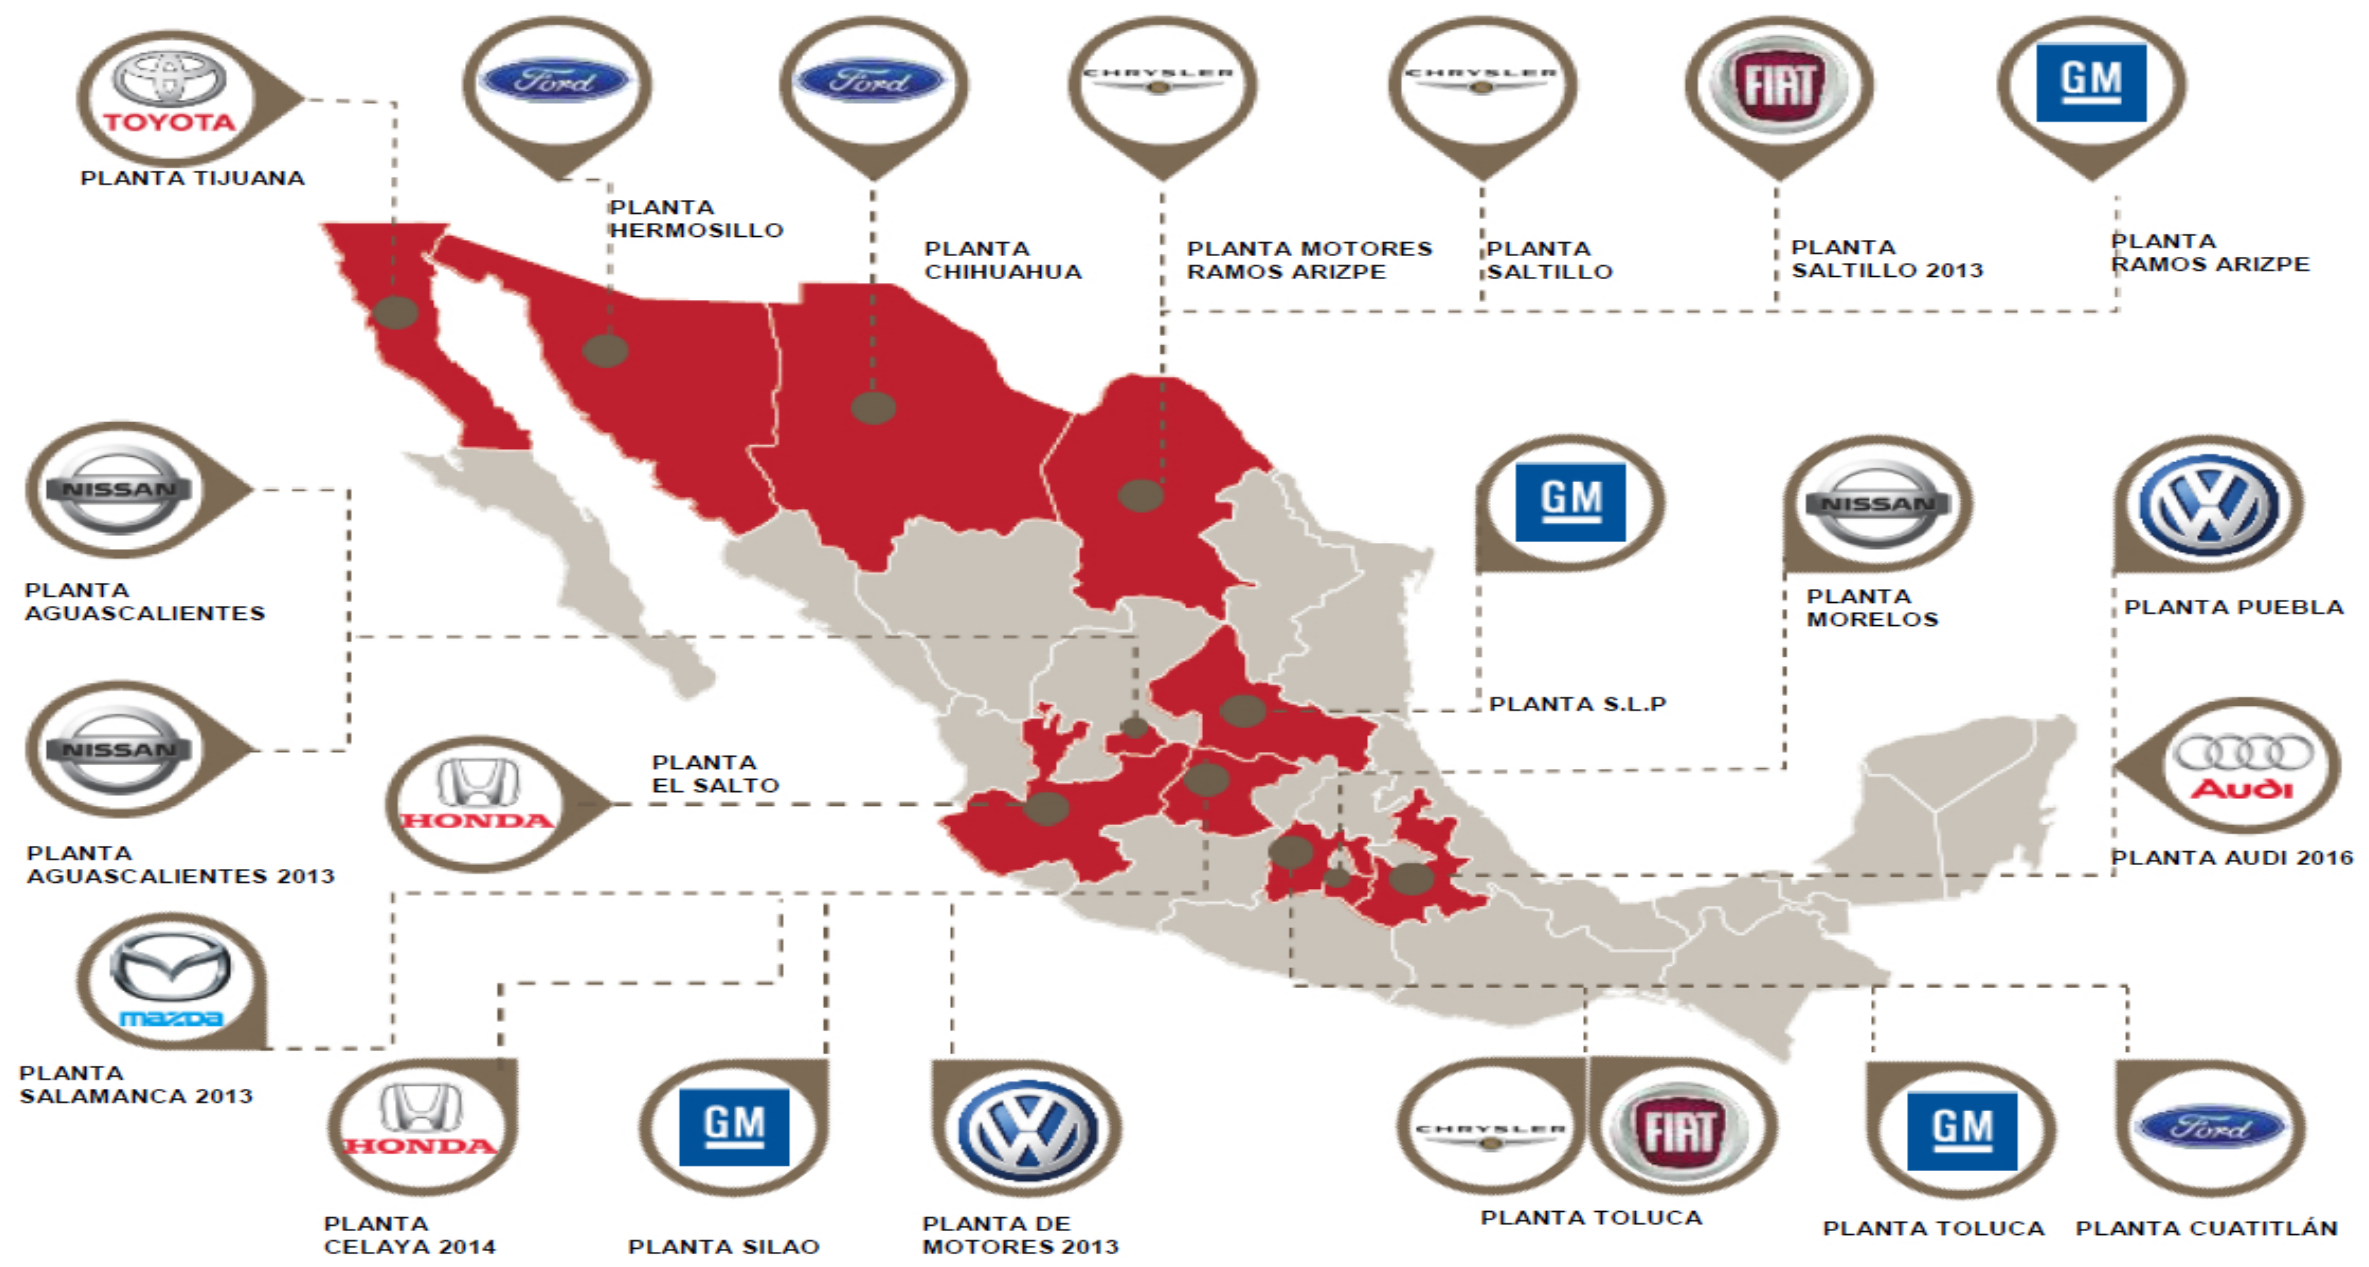 TOYOTA
PLANTA TIJUANA
Ford
PLANTA
HERMOSILLO
Ford
PLANTA
CHIHUAHUA
CHRYSLER
PLANTA MOTORES
RAMOS ARIZPE
CHRYSLER
PLANTA
SALTILLO
FIAT
PLANTA
SALTILLO 2013
GM
PLANTA
RAMOS ARIZPE
NISSAN
PLANTA
AGUASCALIENTES
GM
PLANTA S.L.P
NISSAN
PLANTA
MORELOS
VW
PLANTA PUEBLA
NISSAN
PLANTA
AGUASCALIENTES 2013
HONDA
PLANTA
EL SALTO
Audi
PLANTA AUDI 2016
mazda
PLANTA
SALAMANCA 2013
HONDA
PLANTA
CELAYA 2014
GM
PLANTA SILAO
VW
PLANTA DE
MOTORES 2013
CHRYSLER
FIAT
PLANTA TOLUCA
GM
PLANTA TOLUCA
Ford
PLANTA CUATITLÁN